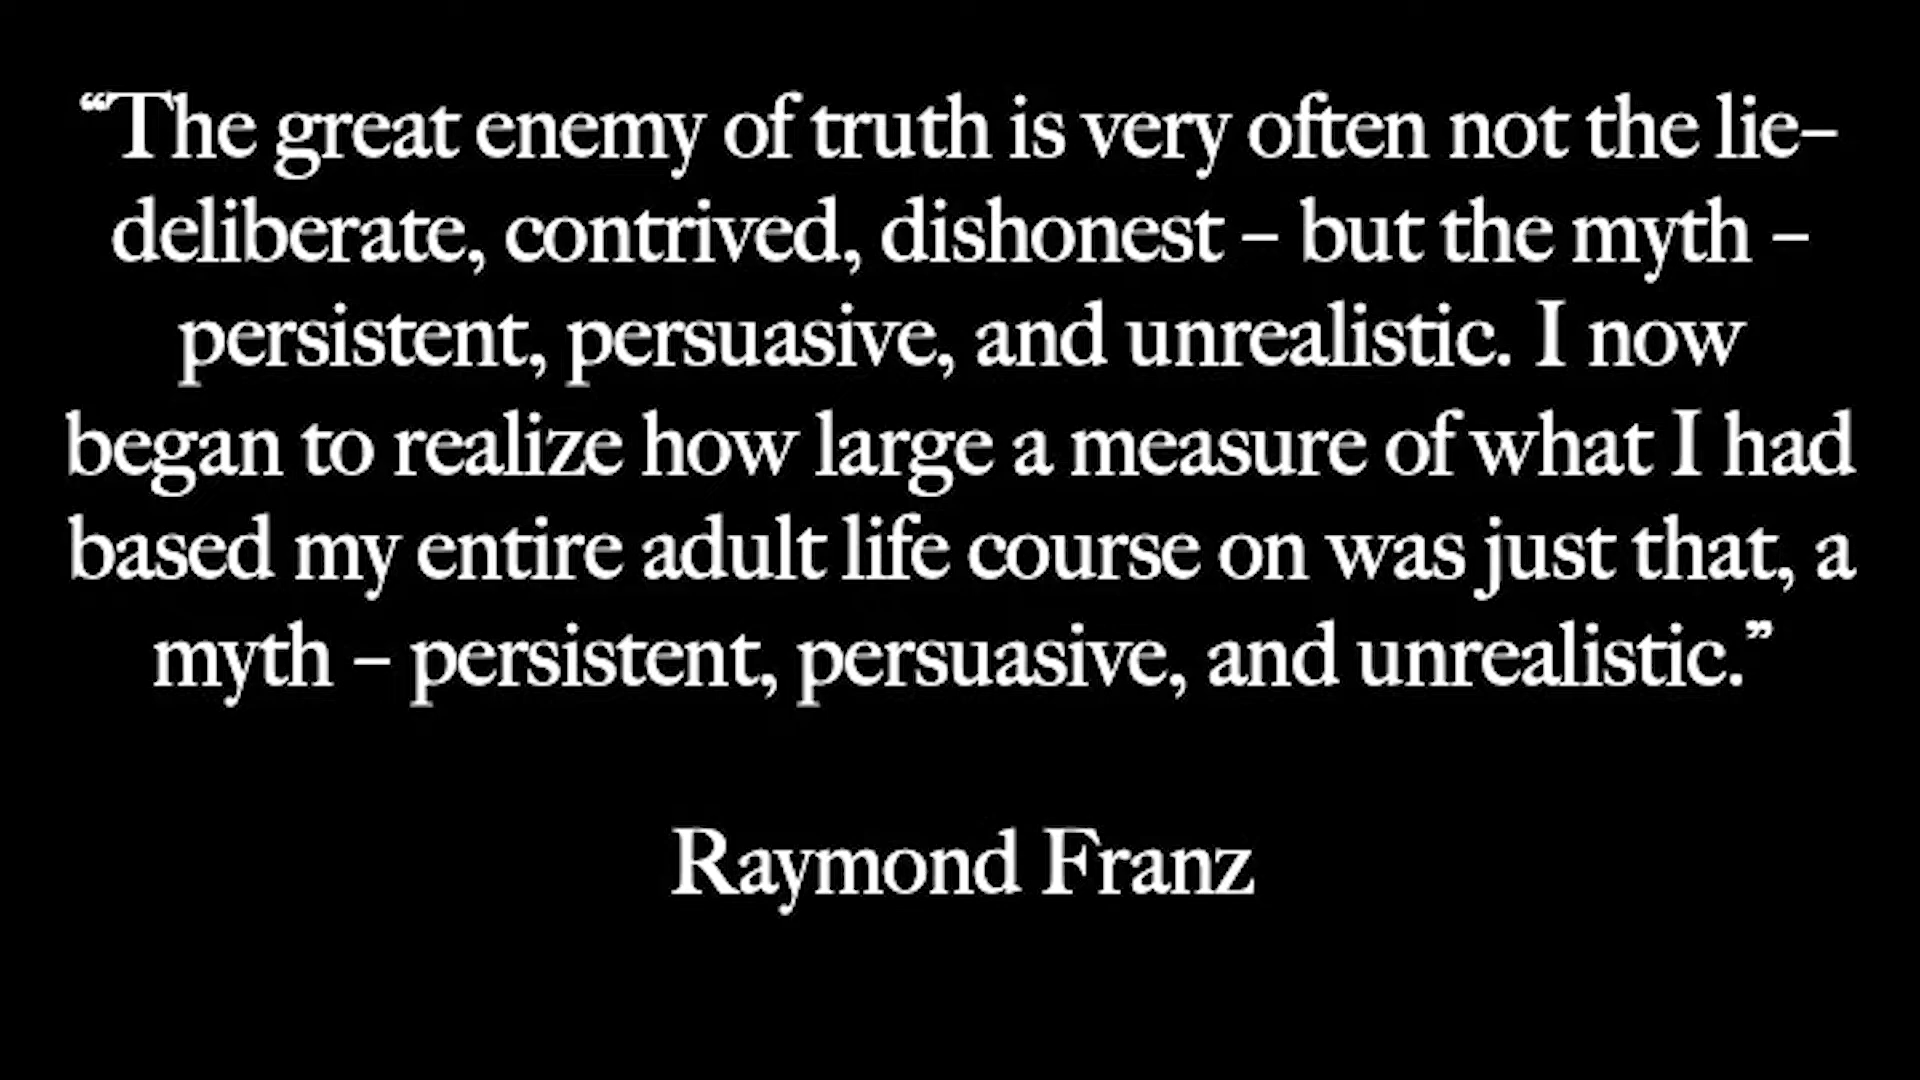 “The great enemy of truth is very often not the lie–
deliberate, contrived, dishonest – but the myth –
persistent, persuasive, and unrealistic. I now
began to realize how large a measure of what I had
based my entire adult life course on was just that, a
myth – persistent, persuasive, and unrealistic.”
Raymond Franz